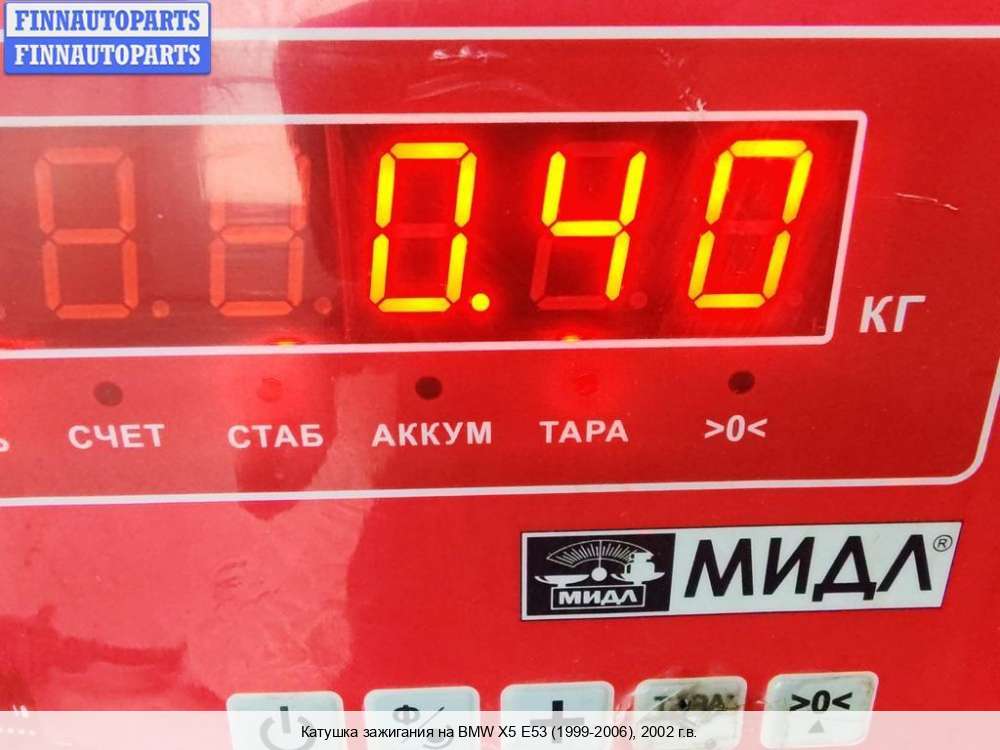 FINNAUTOPARTS
FINNAUTOPARTS
0.40
КГ
СЧЕТ СТАБ АККУМ ТАРА >0<
МИДЛ МИДЛ®
Ф/ + >0<
Катушка зажигания на BMW X5 E53 (1999-2006), 2002 г.в.